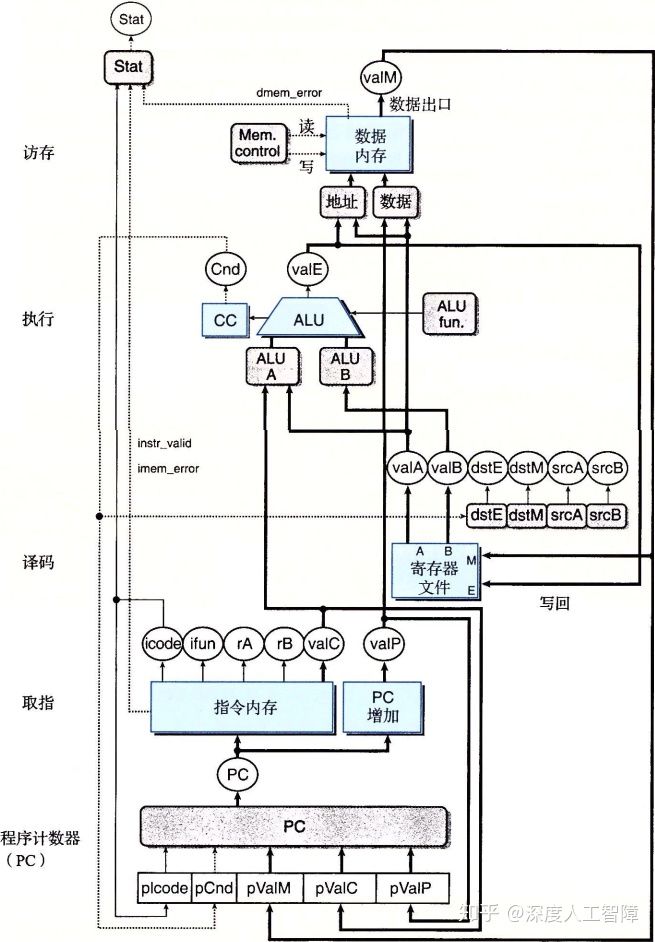 Stat
Stat
dmem_error
valM
数据出口
访存
Mem.
control
读
写
数据
内存
地址
数据
Cnd
valE
执行
CC
ALU
ALU
fun.
ALU
A
ALU
B
instr_valid
imem_error
valA
valB
dstE
dstM
srcA
srcB
dstE
dstM
srcA
srcB
译码
A
B
M
E
寄存器
文件
写回
icode
ifun
rA
rB
valC
valP
取指
指令内存
PC
增加
PC
程序计数器
(PC)
PC
pIcode
pCnd
pValM
pValC
pValP
知乎 @深度人工智障